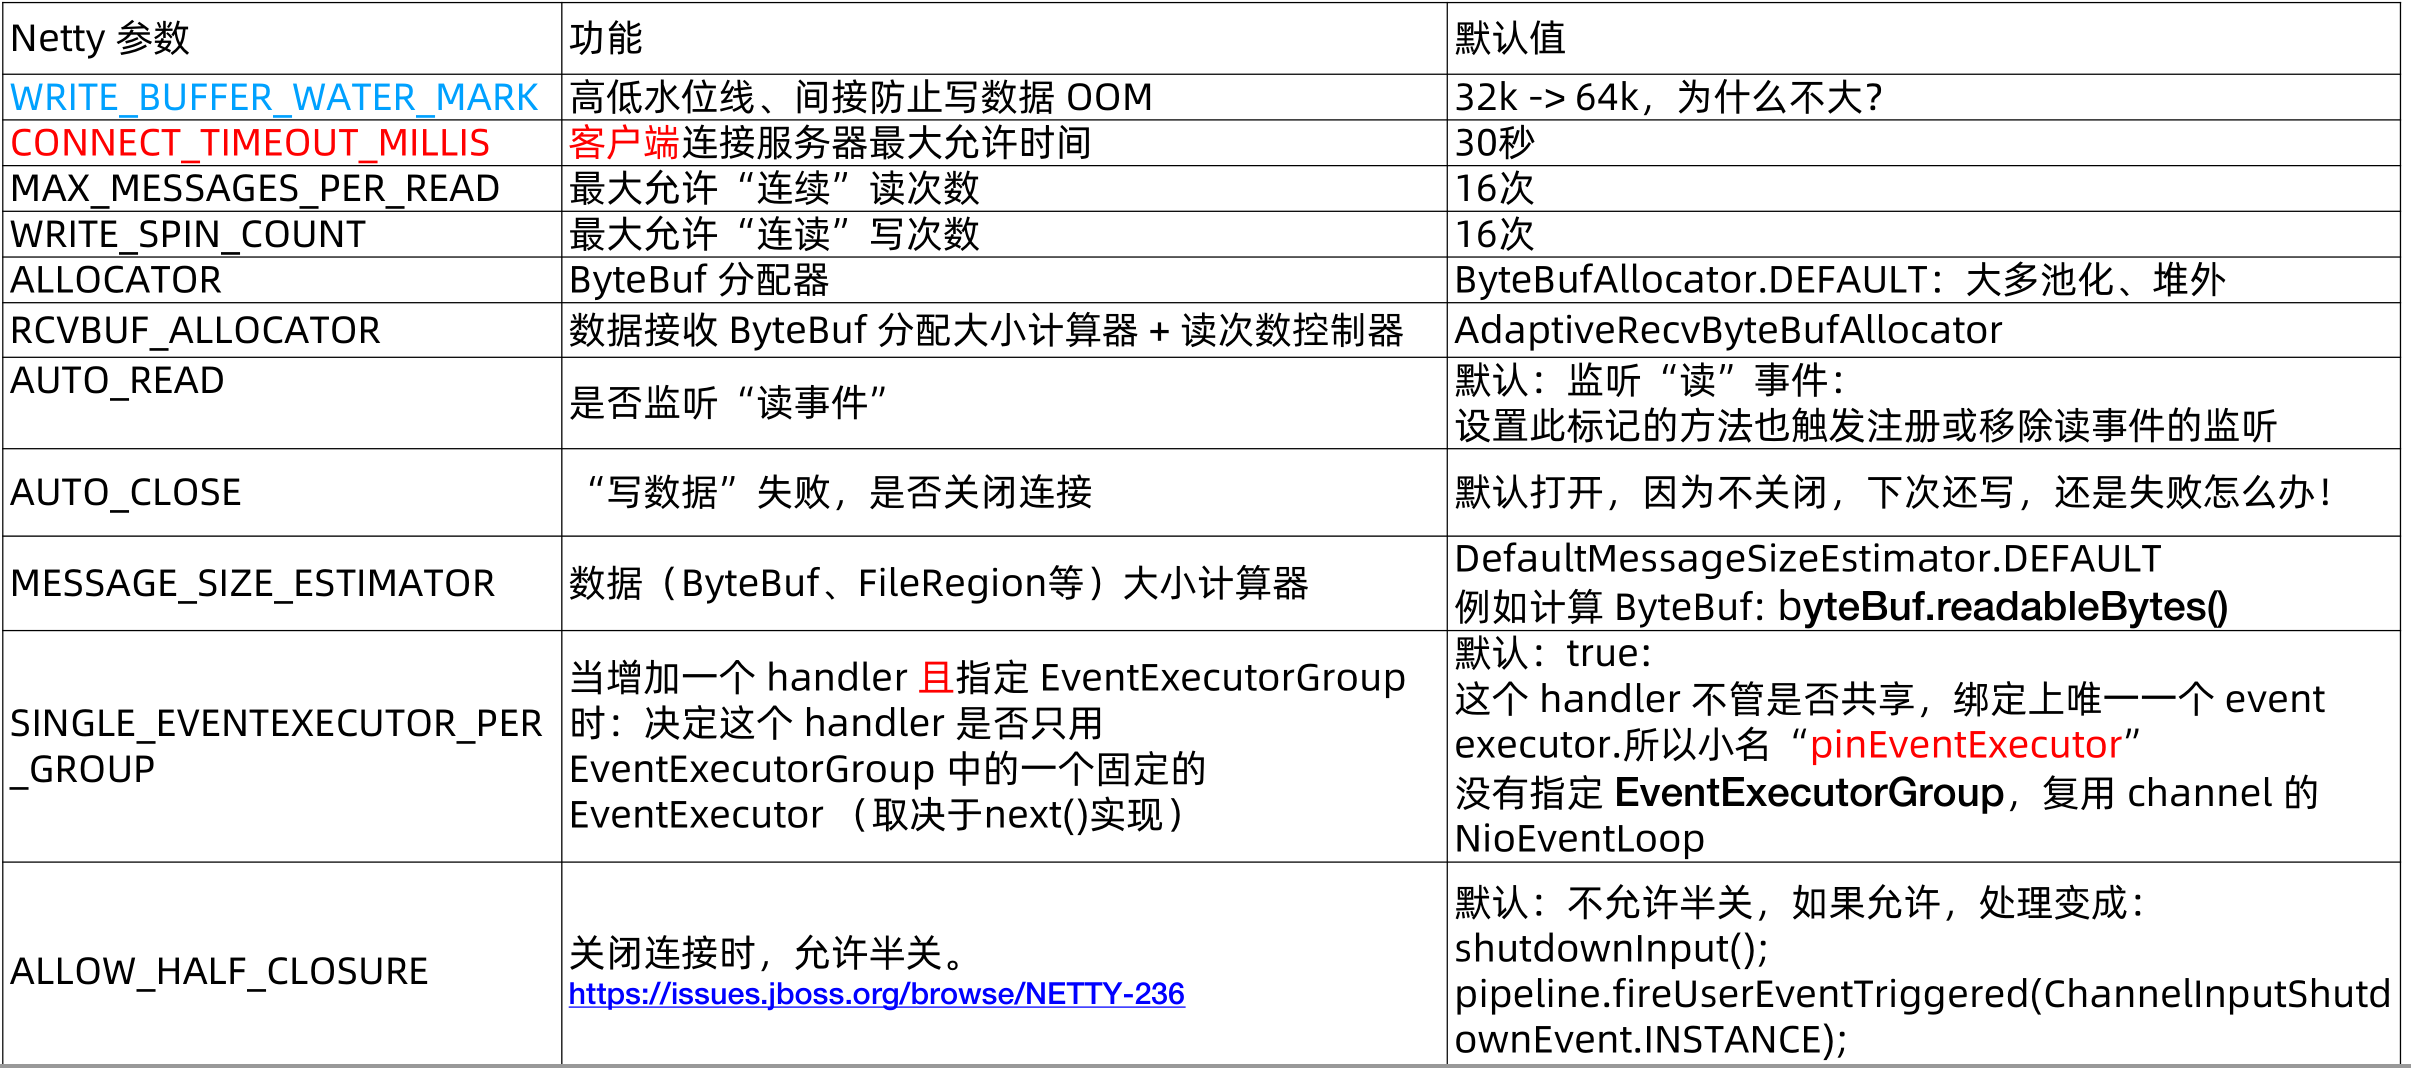 Netty 参数
功能
默认值
WRITE_BUFFER_WATER_MARK
高低水位线、间接防止写数据 OOM
32k -> 64k，为什么不大？
CONNECT_TIMEOUT_MILLIS
客户端连接服务器最大允许时间
30秒
MAX_MESSAGES_PER_READ
最大允许“连续”读次数
16次
WRITE_SPIN_COUNT
最大允许“连读”写次数
16次
ALLOCATOR
ByteBuf 分配器
ByteBufAllocator.DEFAULT：大多池化、堆外
RCVBUF_ALLOCATOR
数据接收 ByteBuf 分配大小计算器 + 读次数控制器
AdaptiveRecvByteBufAllocator
AUTO_READ
是否监听“读事件”
默认：监听“读”事件：
设置此标记的方法也触发注册或移除读事件的监听
AUTO_CLOSE
“写数据”失败，是否关闭连接
默认打开，因为不关闭，下次还写，还是失败怎么办！
MESSAGE_SIZE_ESTIMATOR
数据（ByteBuf、FileRegion等）大小计算器
DefaultMessageSizeEstimator.DEFAULT
例如计算 ByteBuf: byteBuf.readableBytes()
SINGLE_EVENTEXECUTOR_PER
_GROUP
当增加一个 handler 且指定 EventExecutorGroup
时：决定这个 handler 是否只用
EventExecutorGroup 中的一个固定的
EventExecutor （取决于next()实现）
默认：true：
这个 handler 不管是否共享，绑定上唯一一个 event
executor.所以小名“pinEventExecutor”
没有指定 EventExecutorGroup，复用 channel 的
NioEventLoop
ALLOW_HALF_CLOSURE
关闭连接时，允许半关。
https://issues.jboss.org/browse/NETTY-236
默认：不允许半关，如果允许，处理变成：
shutdownInput();
pipeline.fireUserEventTriggered(ChannelInputShutd
ownEvent.INSTANCE);